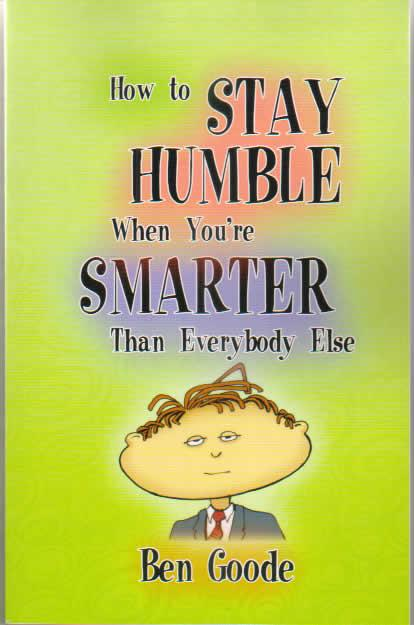 How to STAY
HUMBLE
When You're
SMARTER
Than Everybody Else
Ben Goode